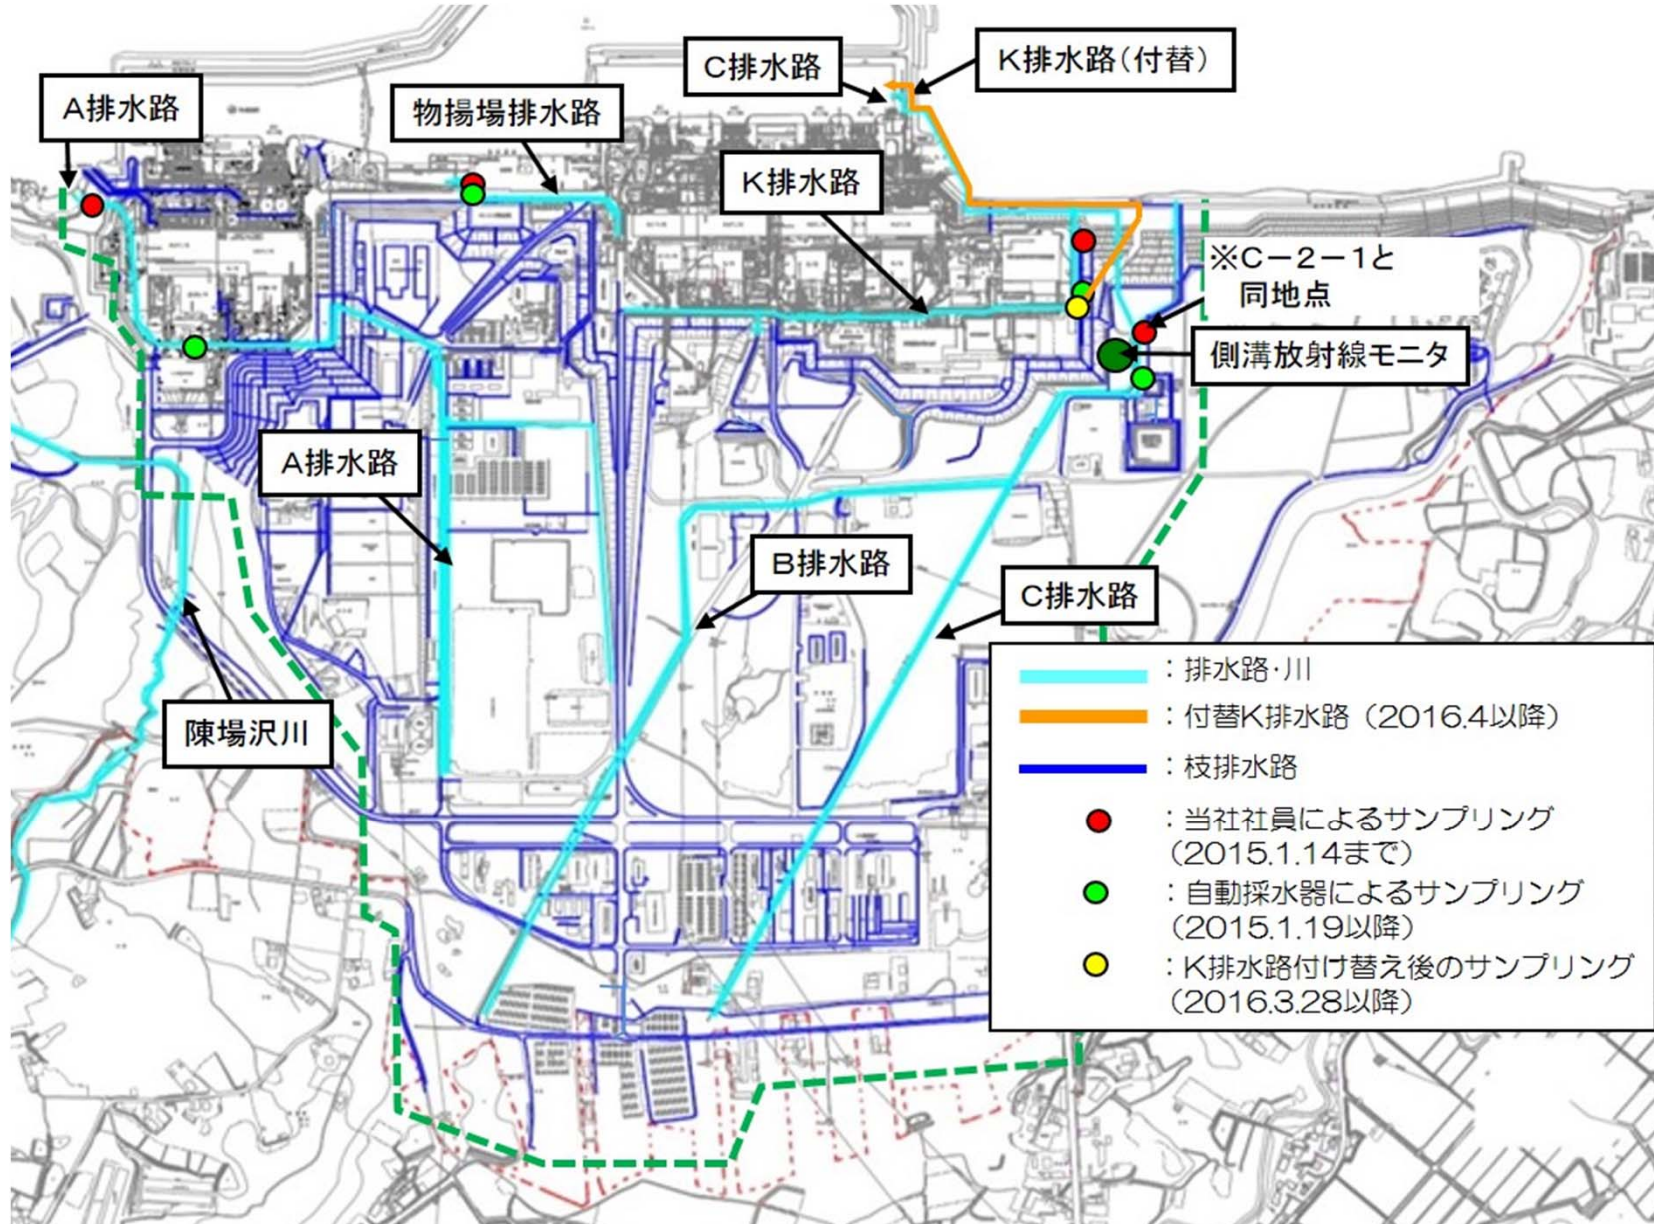 C排水路
K排水路(付替)
A排水路
物揚場排水路
K排水路
※C-2-1と
同地点
側溝放射線モニタ
A排水路
B排水路
C排水路
陳場沢川
:排水路・川
:付替K排水路(2016.4以降)
:枝排水路
:当社社員によるサンプリング
(2015.1.14まで)
:自動採水器によるサンプリング
(2015.1.19以降)
:K排水路付け替え後のサンプリング
(2016.3.28以降)